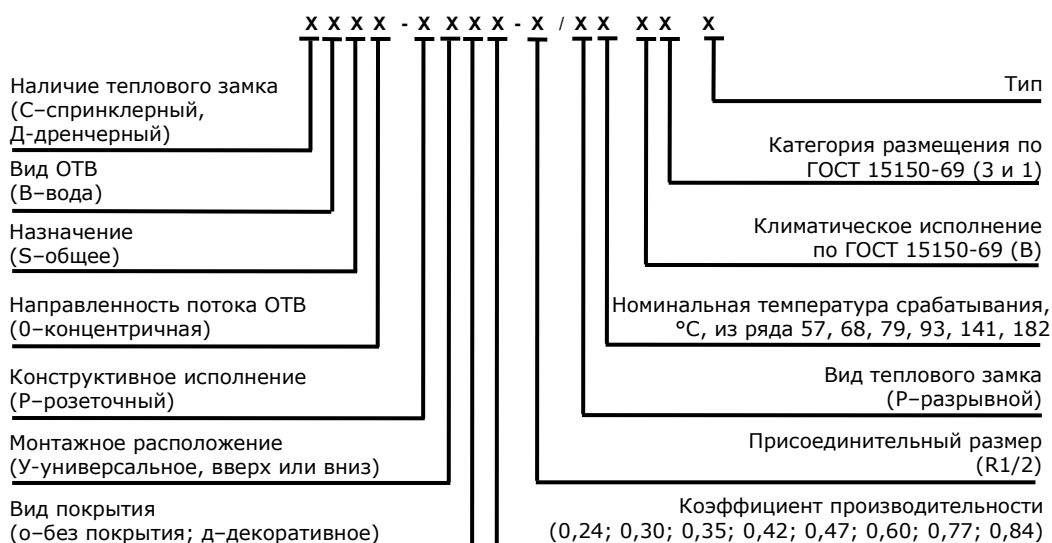 X X X X - X X X X - X / X X X X X
Наличие теплового замка
(С–спринклерный,
Д-дренчерный)
Вид ОТВ
(В–вода)
Назначение
(S–общее)
Направленность потока ОТВ
(0–концентричная)
Конструктивное исполнение
(Р–розеточный)
Монтажное расположение
(У-универсальное, вверх или вниз)
Вид покрытия
(о–без покрытия; д–декоративное)
Тип
Категория размещения по
ГОСТ 15150-69 (3 и 1)
Климатическое исполнение
по ГОСТ 15150-69 (В)
Номинальная температура срабатывания,
°С, из ряда 57, 68, 79, 93, 141, 182
Вид теплового замка
(Р–разрывной)
Присоединительный размер
(R1/2)
Коэффициент производительности
(0,24; 0,30; 0,35; 0,42; 0,47; 0,60; 0,77; 0,84)